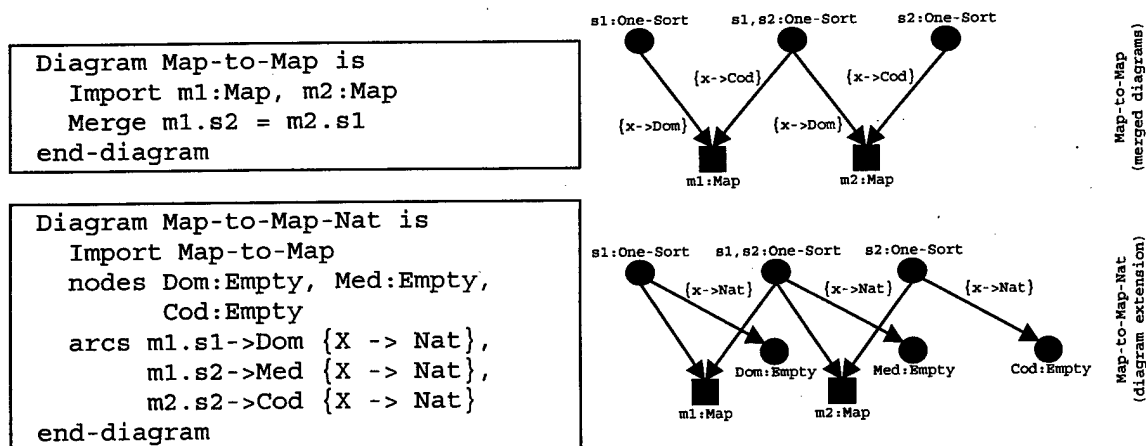 Diagram Map-to-Map is
Import m1:Map, m2:Map
Merge m1.s2 = m2.s1
end-diagram
s1:One-Sort s1,s2:One-Sort s2:One-Sort
{x->Cod} {x->Cod}
{x->Dom} {x->Dom}
m1:Map m2:Map
Map-to-Map
(merged diagrams)
Diagram Map-to-Map-Nat is
Import Map-to-Map
nodes Dom:Empty, Med:Empty,
Cod:Empty
arcs m1.s1->Dom {X -> Nat},
m1.s2->Med {X -> Nat},
m2.s2->Cod {X -> Nat}
end-diagram
s1:One-Sort s1,s2:One-Sort s2:One-Sort
{x->Nat} {x->Nat} {x->Nat}
Dom:Empty Med:Empty Cod:Empty
m1:Map m2:Map
Map-to-Map-Nat
(diagram extension)